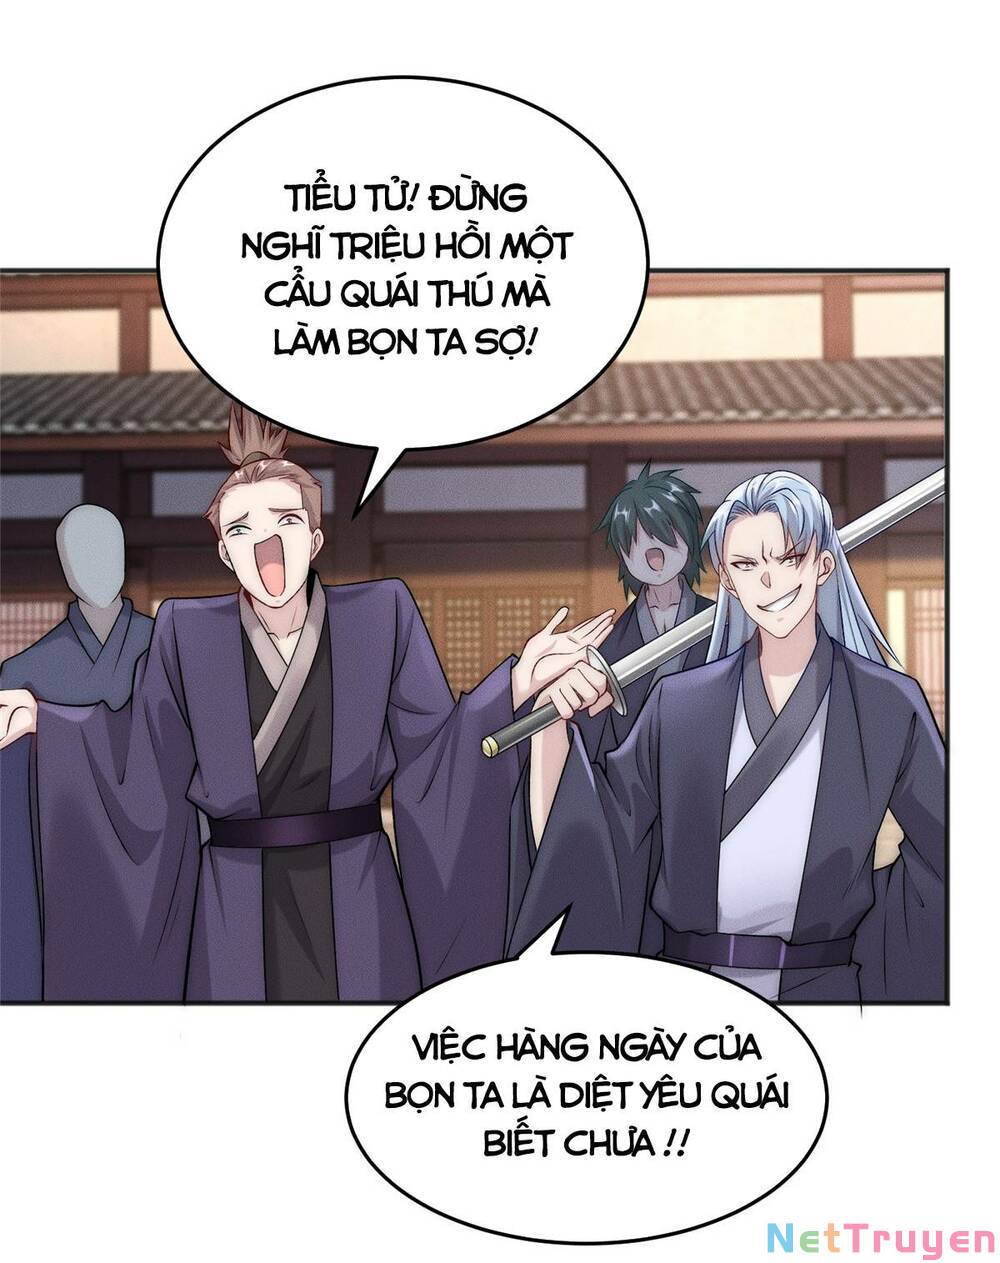 TIỂU TỬ! ĐỪNG
NGHĨ TRIỆU HỒI MỘT
CẨU QUÁI THÚ MÀ
LÀM BỌN TA SỢ!
VIỆC HÀNG NGÀY CỦA
BỌN TA LÀ DIỆT YÊU QUÁI
BIẾT CHƯA !!
NetTruyen